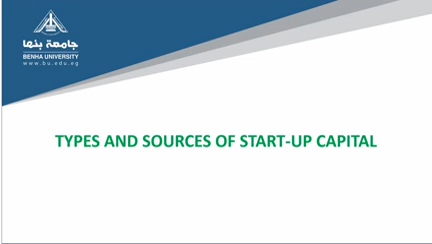 جامعة بنها
BENHA UNIVERSITY
www.bu.edu.eg
TYPES AND SOURCES OF START-UP CAPITAL